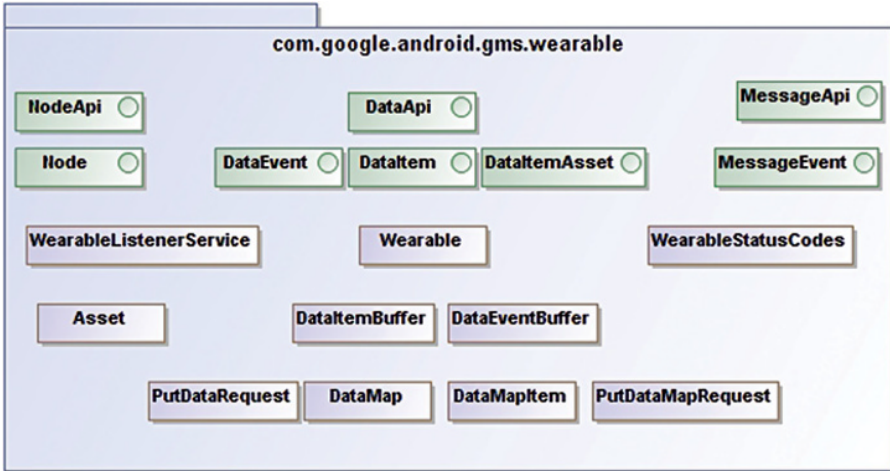 com.google.android.gms.wearable
NodeApi
DataApi
MessageApi
Node
DataEvent
DataItem
DataItemAsset
MessageEvent
WearableListenerService
Wearable
WearableStatusCodes
Asset
DataItemBuffer
DataEventBuffer
PutDataRequest
DataMap
DataMapItem
PutDataMapRequest